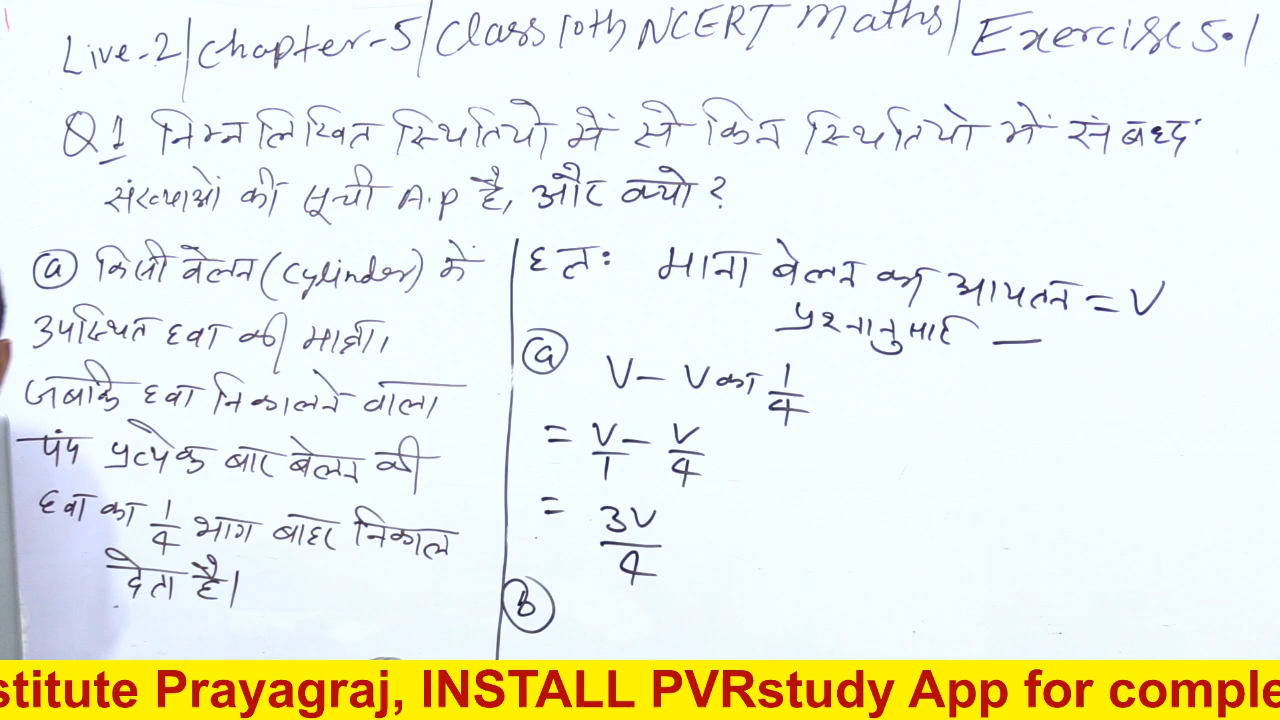 Live-2/chapter-5/Class 10th NCERT Maths/ Exercise 5.1
Q1 निम्न लिखित स्थितियों में से किन स्थितियों में संबध्द
संख्याओं की सूची A.P है, और क्यो?
(a) किसी बेलन (cylinder) में
उपस्थित हवा की मात्रा।
जबकि हवा निकालने वाला
पंप प्रत्येक बार बेलन की
हवा का 1/4 भाग बाहर निकाल
देता है।
हल: माना बेलन का आयतन = V
प्रश्नानुसार —
(a) V - V का 1/4
= V/1 - V/4
= 3V/4
(b)
stitute Prayagraj, INSTALL PVRstudy App for comple